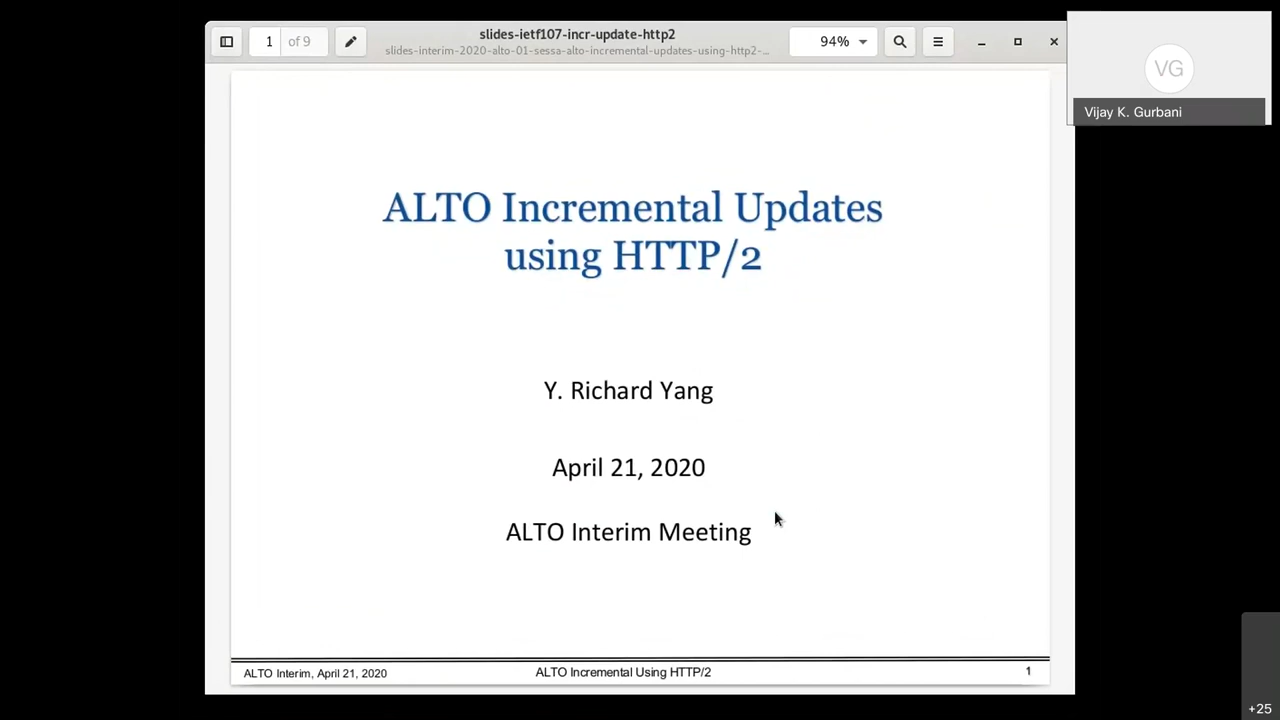 slides-ietf107-incr-update-http2
slides-interim-2020-alto-01-sessa-alto-incremental-updates-using-http2-...
1 of 9
94%
VG
Vijay K. Gurbani
ALTO Incremental Updates
using HTTP/2
Y. Richard Yang
April 21, 2020
ALTO Interim Meeting
ALTO Interim, April 21, 2020
ALTO Incremental Using HTTP/2
1
+25